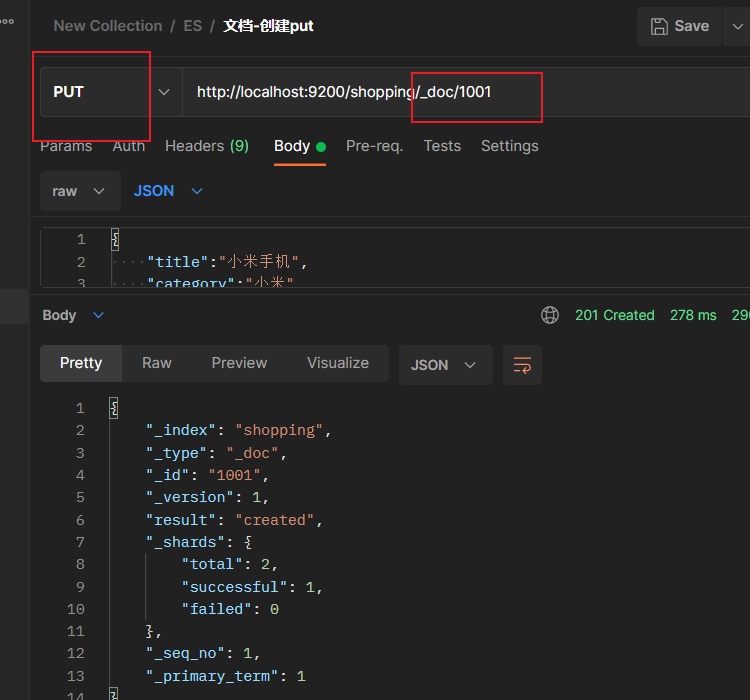 New Collection / ES / 文档-创建put
Save
PUT
http://localhost:9200/shopping/_doc/1001
Params Auth Headers (9) Body Pre-req. Tests Settings
raw JSON
1 {
2 "title":"小米手机",
3 "category":"小米"
Body 201 Created 278 ms 290
Pretty Raw Preview Visualize JSON
1 {
2 "_index": "shopping",
3 "_type": "_doc",
4 "_id": "1001",
5 "_version": 1,
6 "result": "created",
7 "_shards": {
8 "total": 2,
9 "successful": 1,
10 "failed": 0
11 },
12 "_seq_no": 1,
13 "_primary_term": 1
14 }